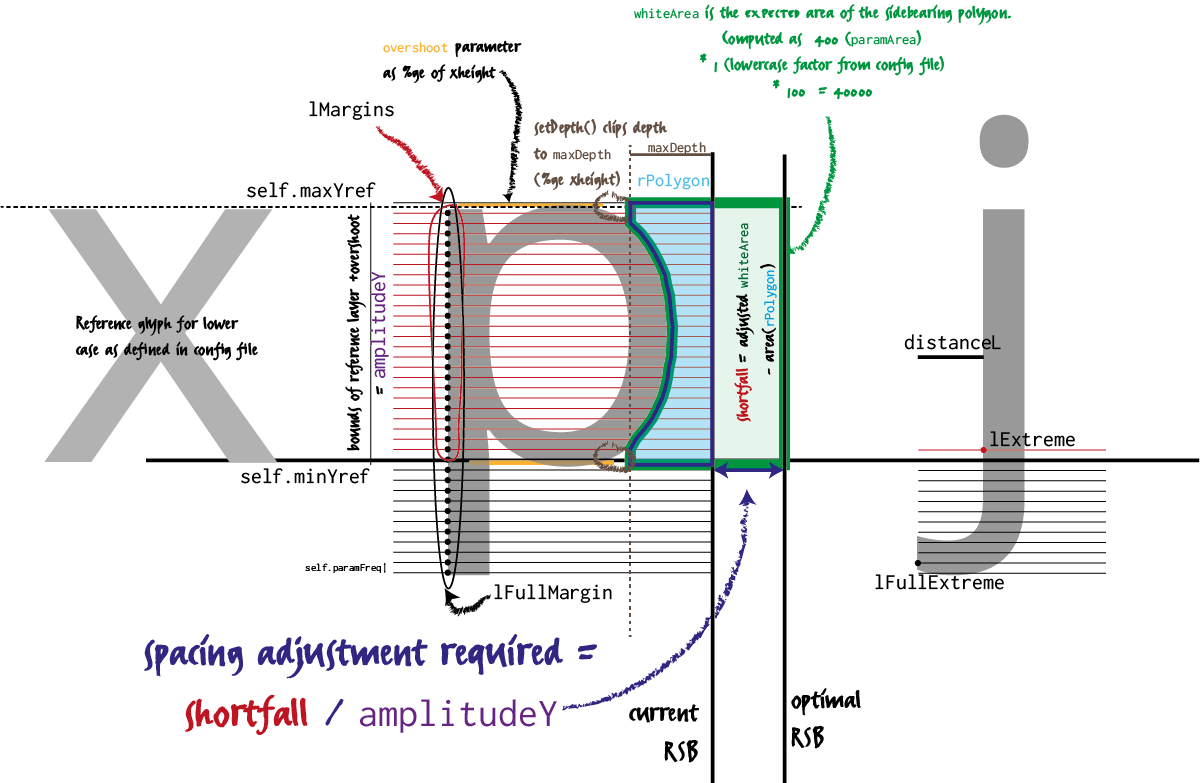 whiteArea is the EXPECTED area of the sidebearing polygon.
Computed as 400 (paramArea)
* 1 (lowercase factor from config file)
* 100 = 40000
overshoot parameter
as %ge of xheight
lMargins
setDepth() clips depth
to maxDepth
(%ge xheight)
maxDepth
rPolygon
self.maxYref
x
p
j
bounds of reference layer +overshoot
= amplitudeY
Reference glyph for lower
case as defined in config file
shortfall = adjusted whiteArea
- area(rPolygon)
distanceL
lExtreme
self.minYref
self.paramFreq
lFullMargin
lFullExtreme
spacing adjustment required =
shortfall / amplitudeY
current
RSB
optimal
RSB